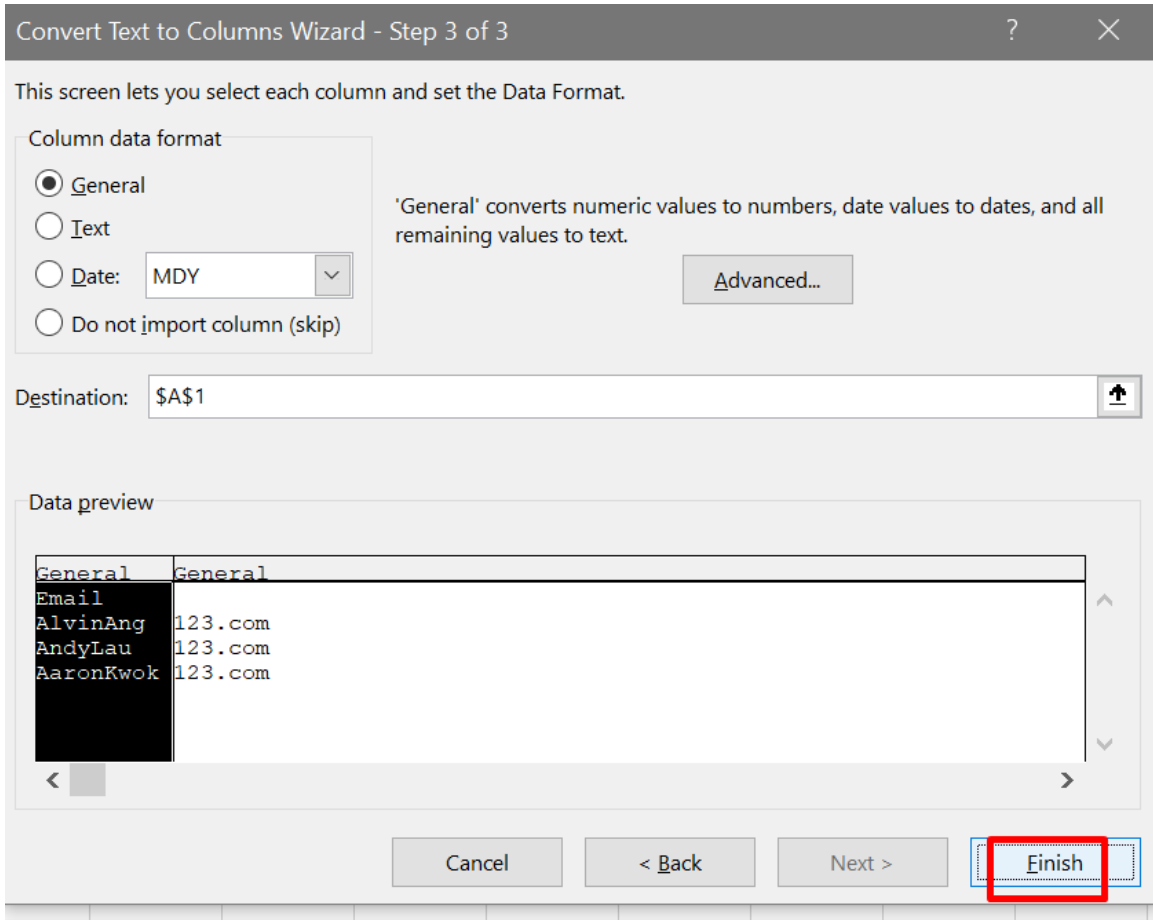 Convert Text to Columns Wizard - Step 3 of 3 ?
This screen lets you select each column and set the Data Format.
Column data format
General
Text
Date: MDY
Do not import column (skip)
'General' converts numeric values to numbers, date values to dates, and all
remaining values to text.
Advanced...
Destination: $A$1
Data preview
General General
Email
AlvinAng 123.com
AndyLau 123.com
AaronKwok 123.com
Cancel < Back Next > Finish